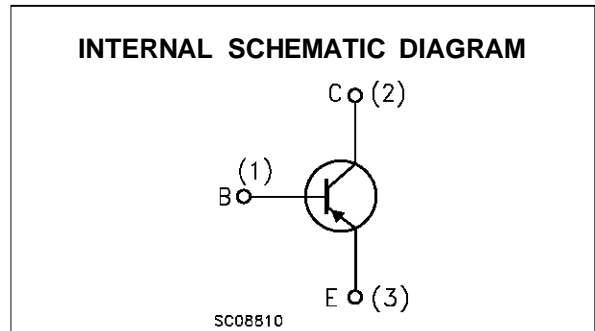 INTERNAL SCHEMATIC DIAGRAM
C (2)
(1)
B
E (3)
SC08810